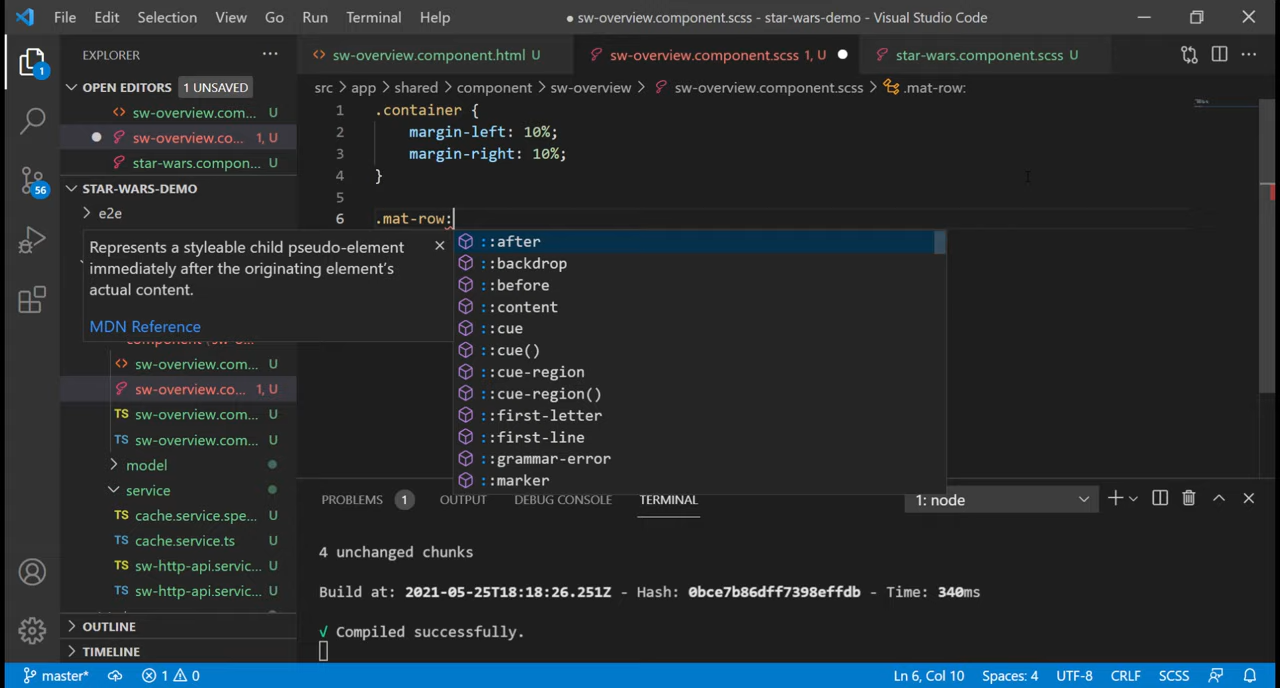 File Edit Selection View Go Run Terminal Help ● sw-overview.component.scss - star-wars-demo - Visual Studio Code
EXPLORER ···
sw-overview.component.html U
sw-overview.component.scss 1, U
star-wars.component.scss U
OPEN EDITORS 1 UNSAVED
sw-overview.com... U
sw-overview.co... 1, U
star-wars.compon... U
STAR-WARS-DEMO
e2e
src > app > shared > component > sw-overview > sw-overview.component.scss > .mat-row:
1 .container {
2 margin-left: 10%;
3 margin-right: 10%;
4 }
5
6 .mat-row:
Represents a styleable child pseudo-element
immediately after the originating element's
actual content.
MDN Reference
::after
::backdrop
::before
::content
::cue
::cue()
::cue-region
::cue-region()
::first-letter
::first-line
::grammar-error
::marker
sw-overview.com... U
sw-overview.co... 1, U
TS sw-overview.com... U
TS sw-overview.com... U
model
service
TS cache.service.spe... U
TS cache.service.ts U
TS sw-http-api.servic... U
TS sw-http-api.servic... U
OUTLINE
TIMELINE
1
56
PROBLEMS 1 OUTPUT DEBUG CONSOLE TERMINAL 1: node
4 unchanged chunks
Build at: 2021-05-25T18:18:26.251Z - Hash: 0bce7b86dff7398effdb - Time: 340ms
√ Compiled successfully.
master* 1 0 Ln 6, Col 10 Spaces: 4 UTF-8 CRLF SCSS